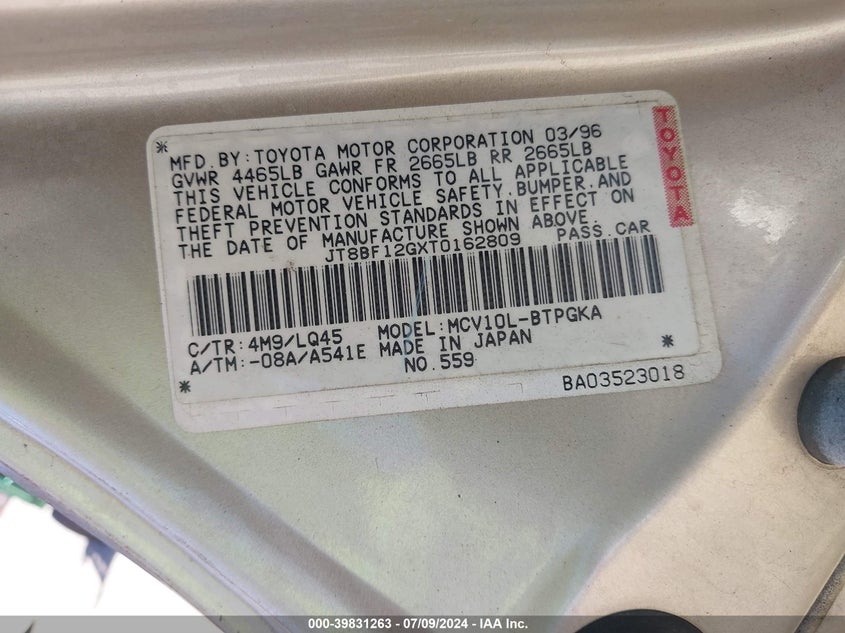 * MFD. BY: TOYOTA MOTOR CORPORATION 03/96
GVWR 4465LB GAWR FR 2665LB RR 2665LB
THIS VEHICLE CONFORMS TO ALL APPLICABLE
FEDERAL MOTOR VEHICLE SAFETY, BUMPER, AND
THEFT PREVENTION STANDARDS IN EFFECT ON
THE DATE OF MANUFACTURE SHOWN ABOVE.
JT8BF12GXT0162809 PASS. CAR
TOYOTA
C/TR: 4M9/LQ45 MODEL: MCV10L-BTPGKA *
A/TM: -08A/A541E MADE IN JAPAN
* NO. 559
BA03523018
000-39831263 - 07/09/2024 - IAA Inc.